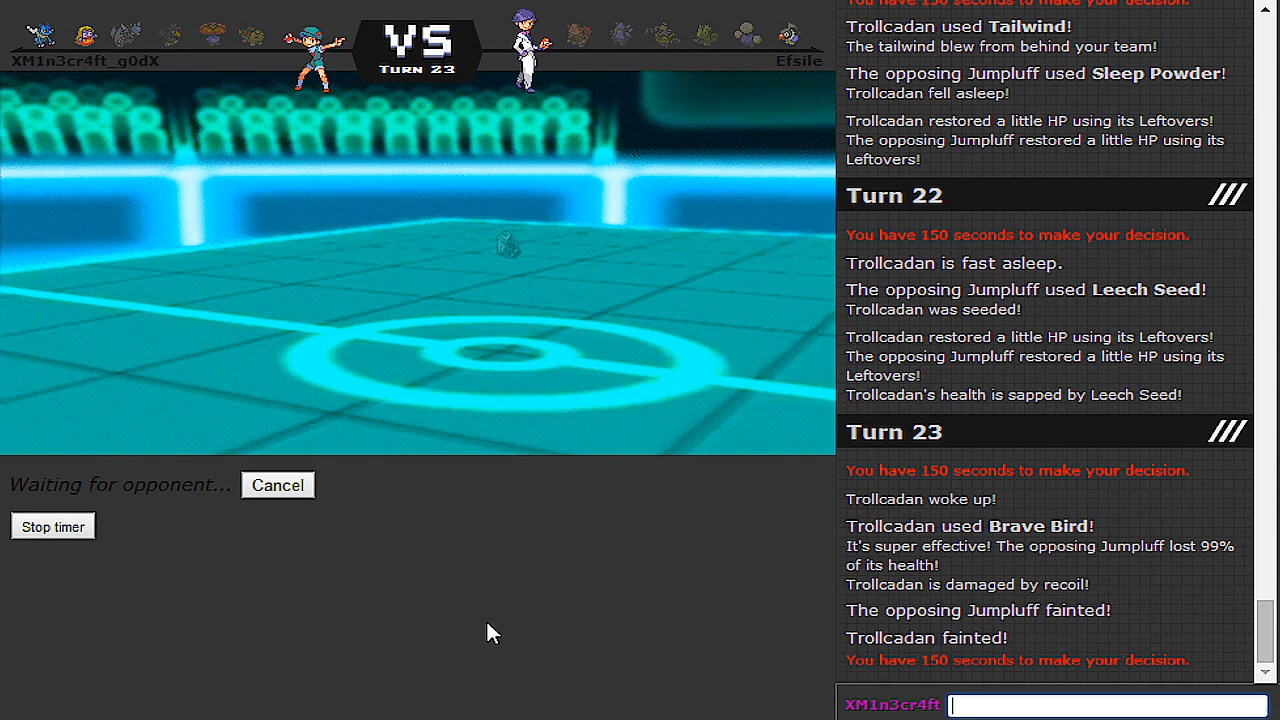 VS
TURN 23
XM1n3cr4ft_g0dX
Efsile
Waiting for opponent...
Cancel
Stop timer
You have 150 seconds to make your decision.
Trollcadan used Tailwind!
The tailwind blew from behind your team!
The opposing Jumpluff used Sleep Powder!
Trollcadan fell asleep!
Trollcadan restored a little HP using its Leftovers!
The opposing Jumpluff restored a little HP using its
Leftovers!
Turn 22
You have 150 seconds to make your decision.
Trollcadan is fast asleep.
The opposing Jumpluff used Leech Seed!
Trollcadan was seeded!
Trollcadan restored a little HP using its Leftovers!
The opposing Jumpluff restored a little HP using its
Leftovers!
Trollcadan's health is sapped by Leech Seed!
Turn 23
You have 150 seconds to make your decision.
Trollcadan woke up!
Trollcadan used Brave Bird!
It's super effective! The opposing Jumpluff lost 99%
of its health!
Trollcadan is damaged by recoil!
The opposing Jumpluff fainted!
Trollcadan fainted!
You have 150 seconds to make your decision.
XM1n3cr4ft